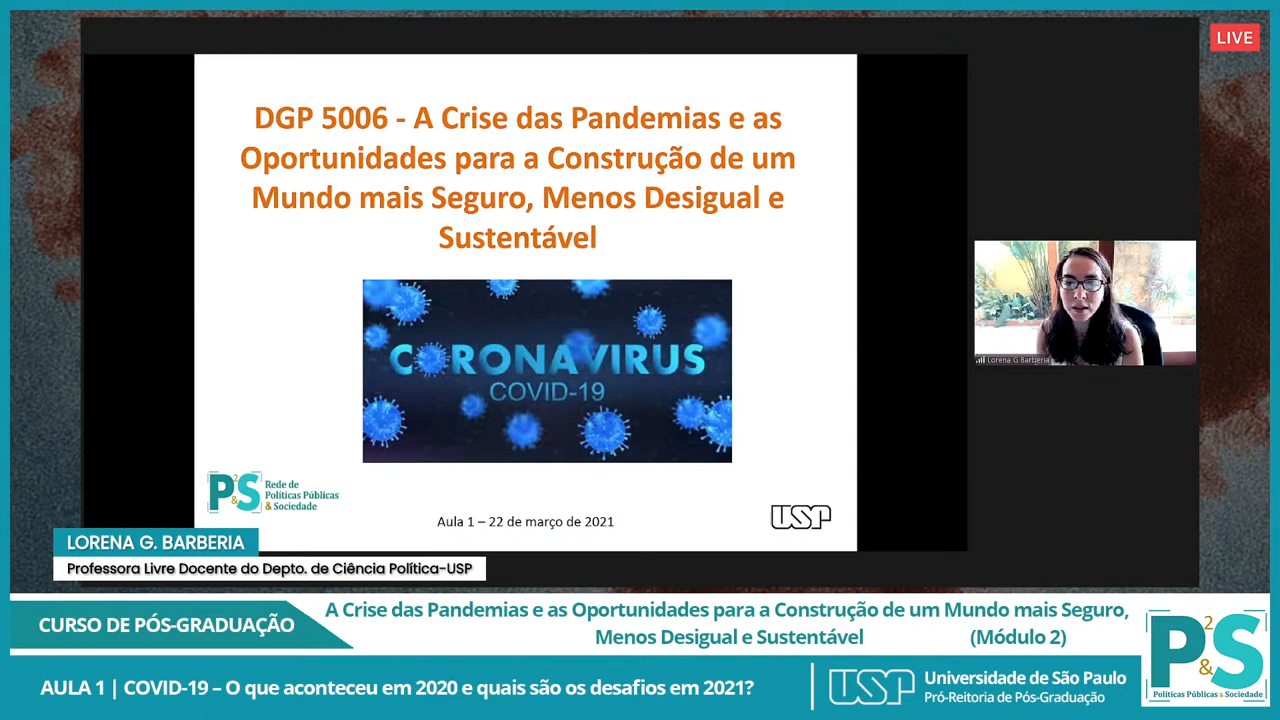 LIVE
DGP 5006 - A Crise das Pandemias e as
Oportunidades para a Construção de um
Mundo mais Seguro, Menos Desigual e
Sustentável
CORONAVIRUS
COVID-19
P2&S
Rede de
Políticas Públicas
& Sociedade
Aula 1 – 22 de março de 2021
USP
Lorena G Barberia
LORENA G. BARBERIA
Professora Livre Docente do Depto. de Ciência Política-USP
CURSO DE PÓS-GRADUAÇÃO
A Crise das Pandemias e as Oportunidades para a Construção de um Mundo mais Seguro,
Menos Desigual e Sustentável (Módulo 2)
AULA 1 | COVID-19 – O que aconteceu em 2020 e quais são os desafios em 2021?
USP
Universidade de São Paulo
Pró-Reitoria de Pós-Graduação
P2&S
Políticas Públicas & Sociedade